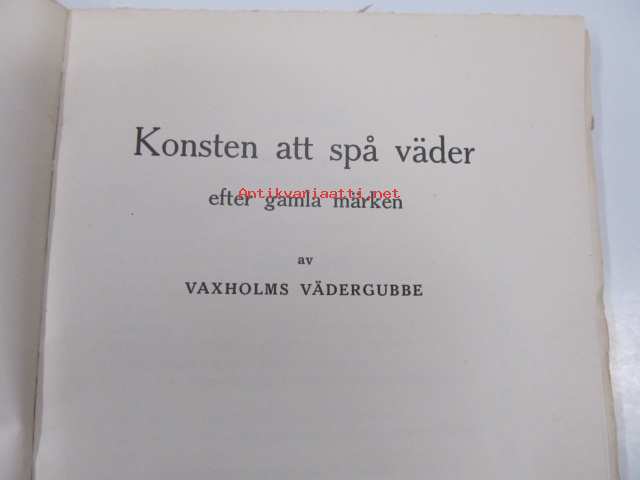 Konsten att spå väder
Antikvariaatti.net
efter gamla märken
av
VAXHOLMS VÄDERGUBBE